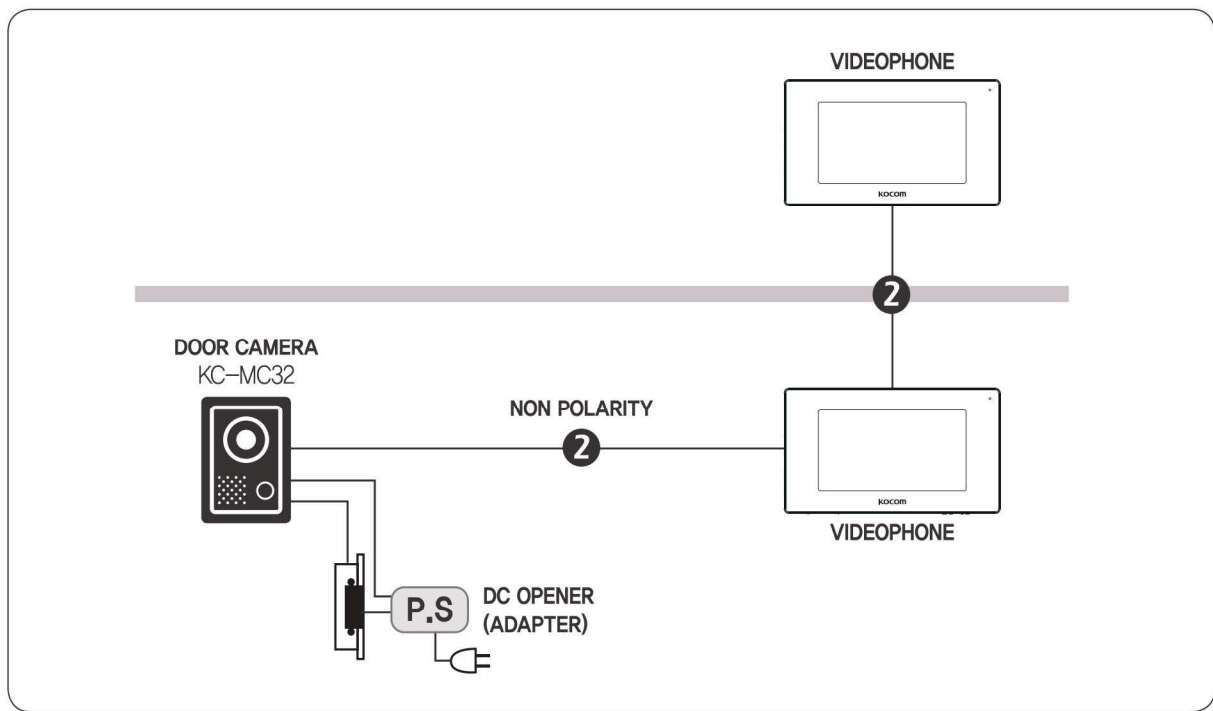 VIDEOPHONE
KOCOM
2
DOOR CAMERA
KC-MC32
NON POLARITY
2
KOCOM
VIDEOPHONE
P.S
DC OPENER
(ADAPTER)